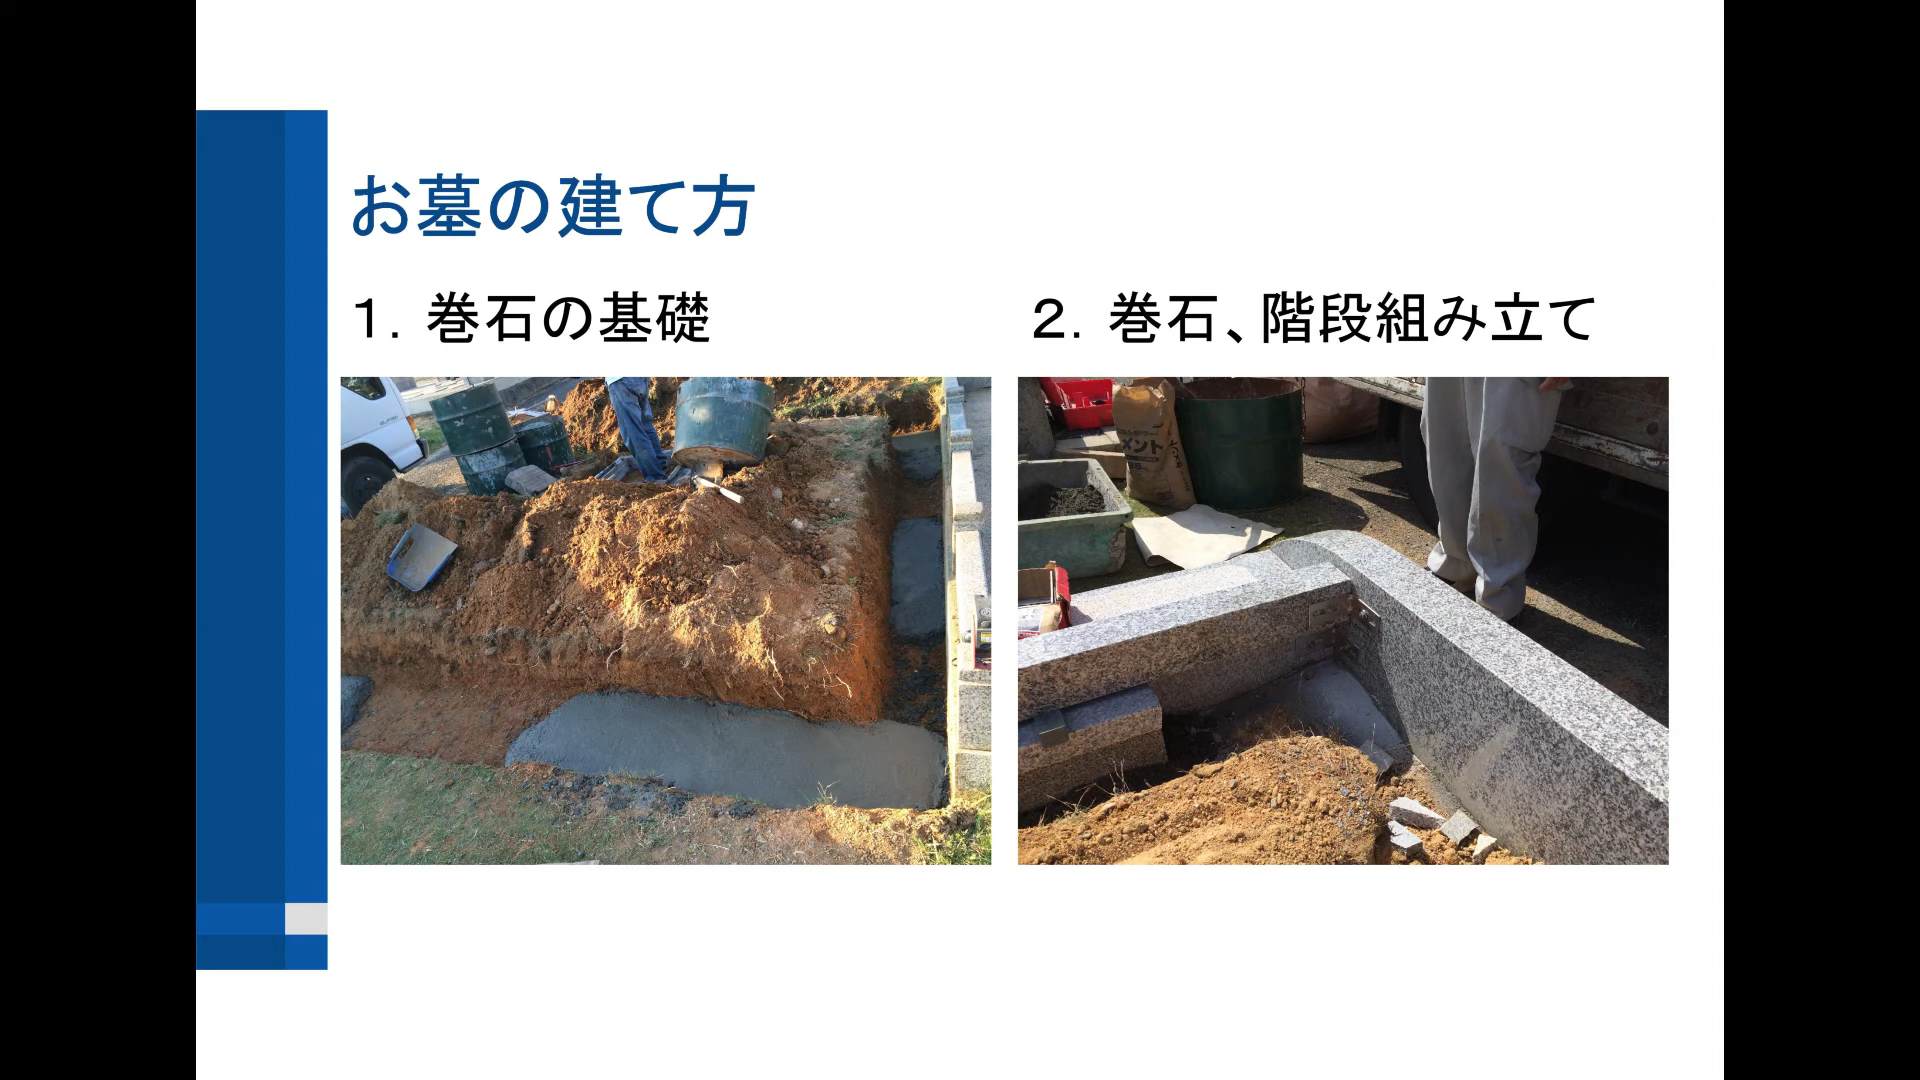 お墓の建て方
1. 巻石の基礎
2. 巻石、階段組み立て
メント